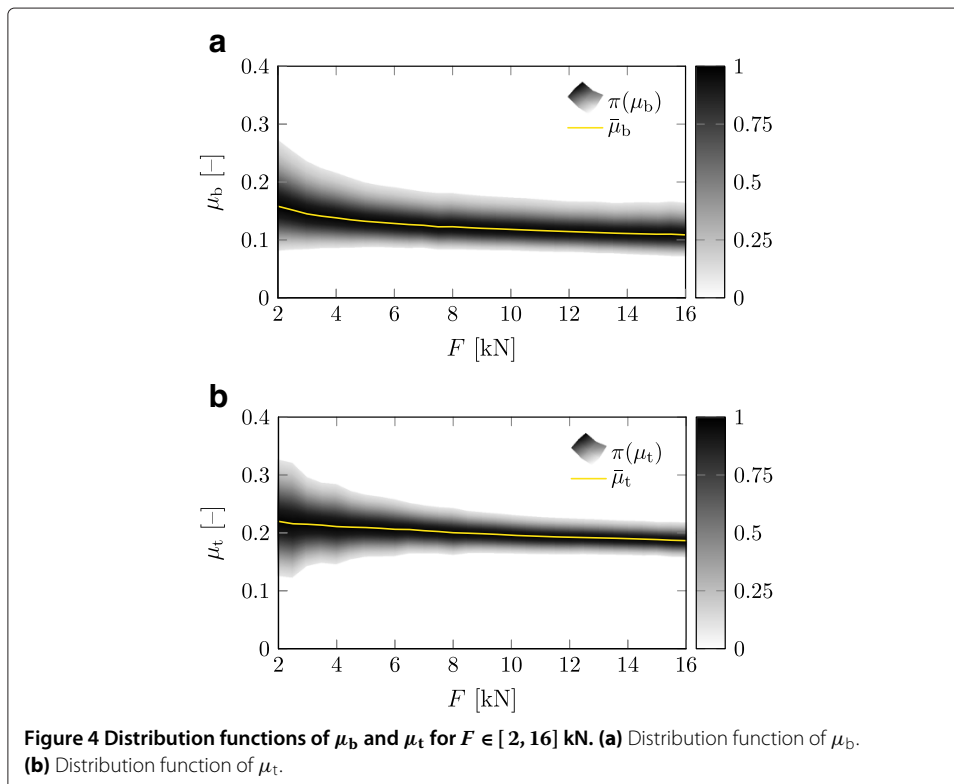 a
0.4
0.3
0.2
0.1
0
μb [−]
π(μb)
μ̄b
1
0.75
0.5
0.25
0
2 4 6 8 10 12 14 16
F [kN]
b
0.4
0.3
0.2
0.1
0
μt [−]
π(μt)
μ̄t
1
0.75
0.5
0.25
0
2 4 6 8 10 12 14 16
F [kN]
Figure 4 Distribution functions of μb and μt for F ∈ [ 2, 16] kN. (a) Distribution function of μb.
(b) Distribution function of μt.